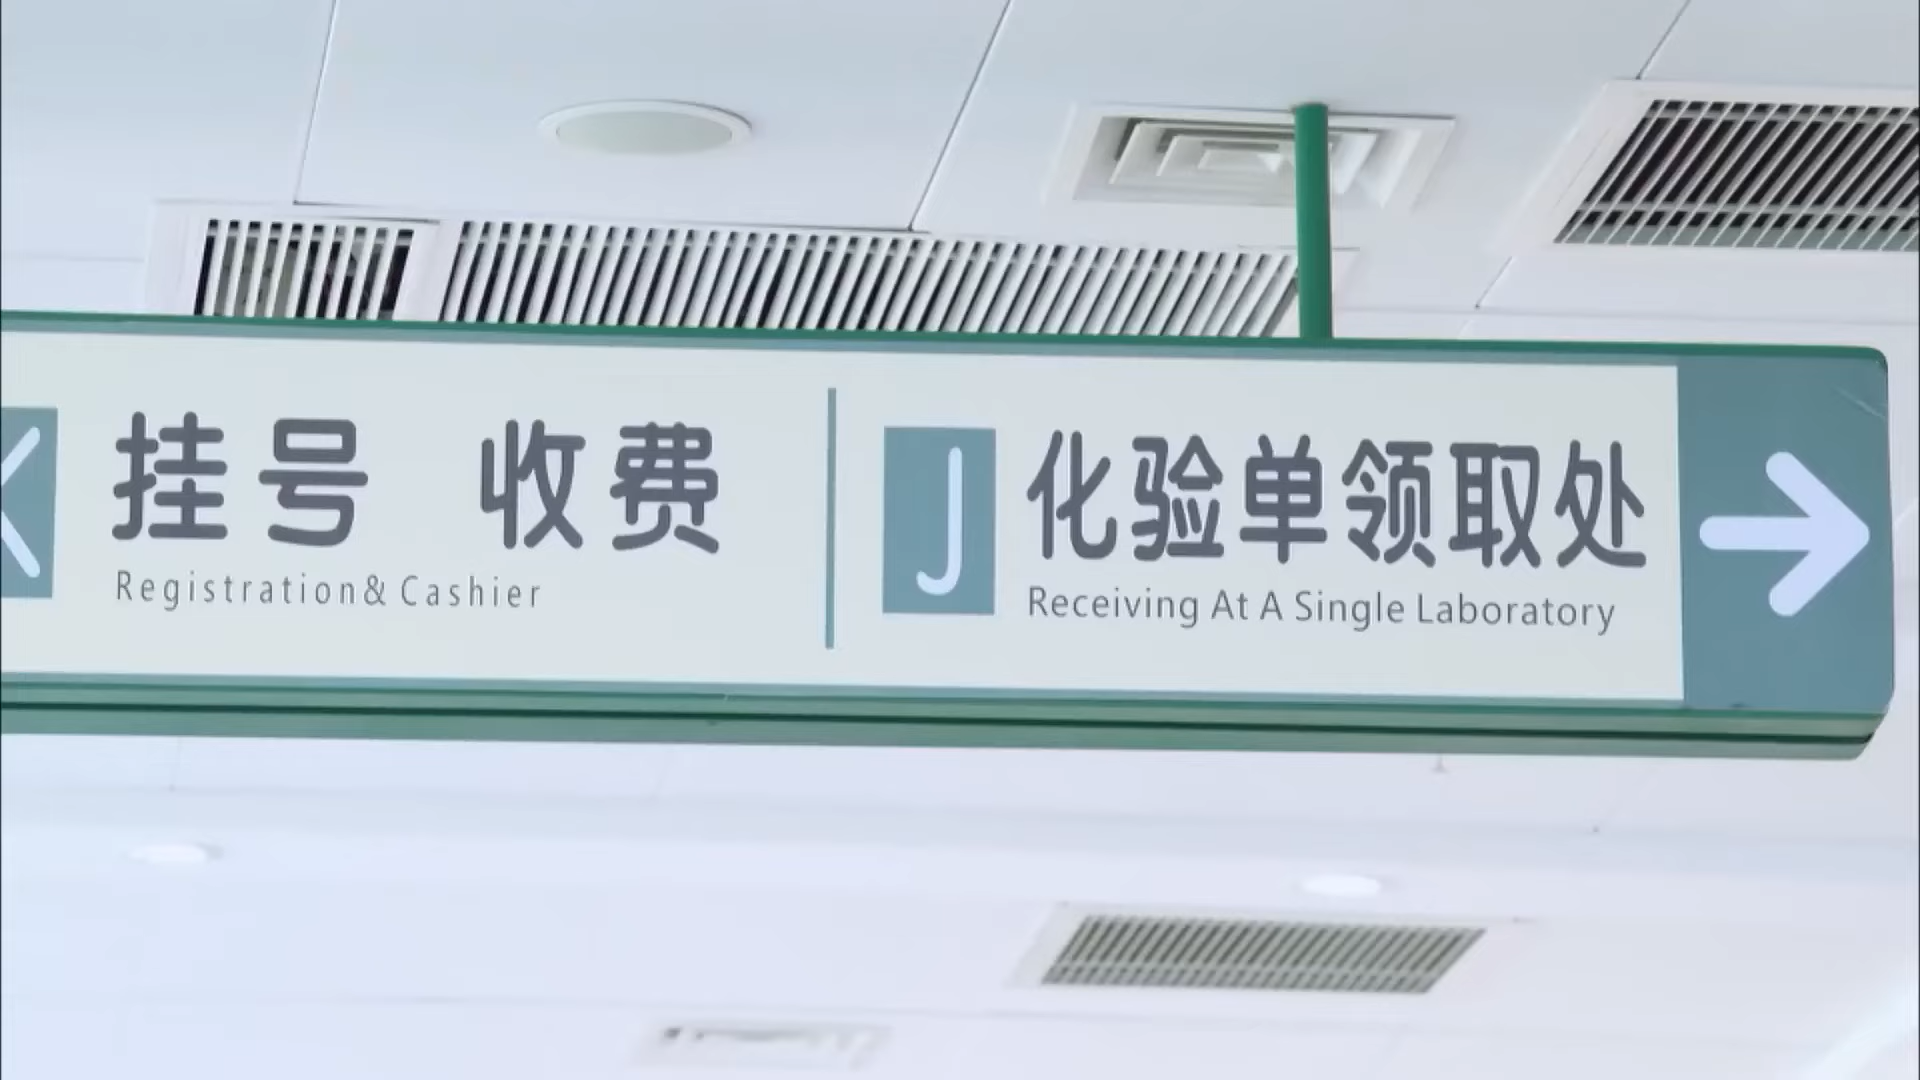 K 挂号 收费
Registration& Cashier
J 化验单领取处
Receiving At A Single Laboratory